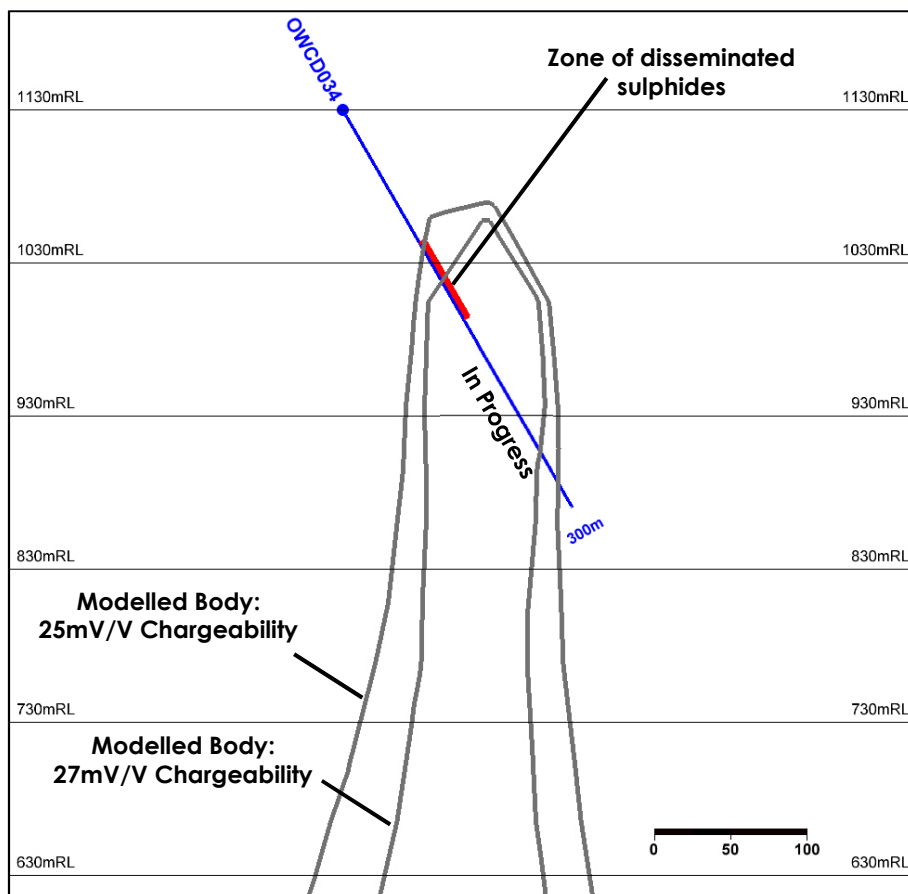 OWCD034
Zone of disseminated
sulphides
1130mRL 1130mRL
1030mRL 1030mRL
In Progress
930mRL 930mRL
300m
830mRL 830mRL
Modelled Body:
25mV/V Chargeability
730mRL 730mRL
Modelled Body:
27mV/V Chargeability
0 50 100
630mRL 630mRL